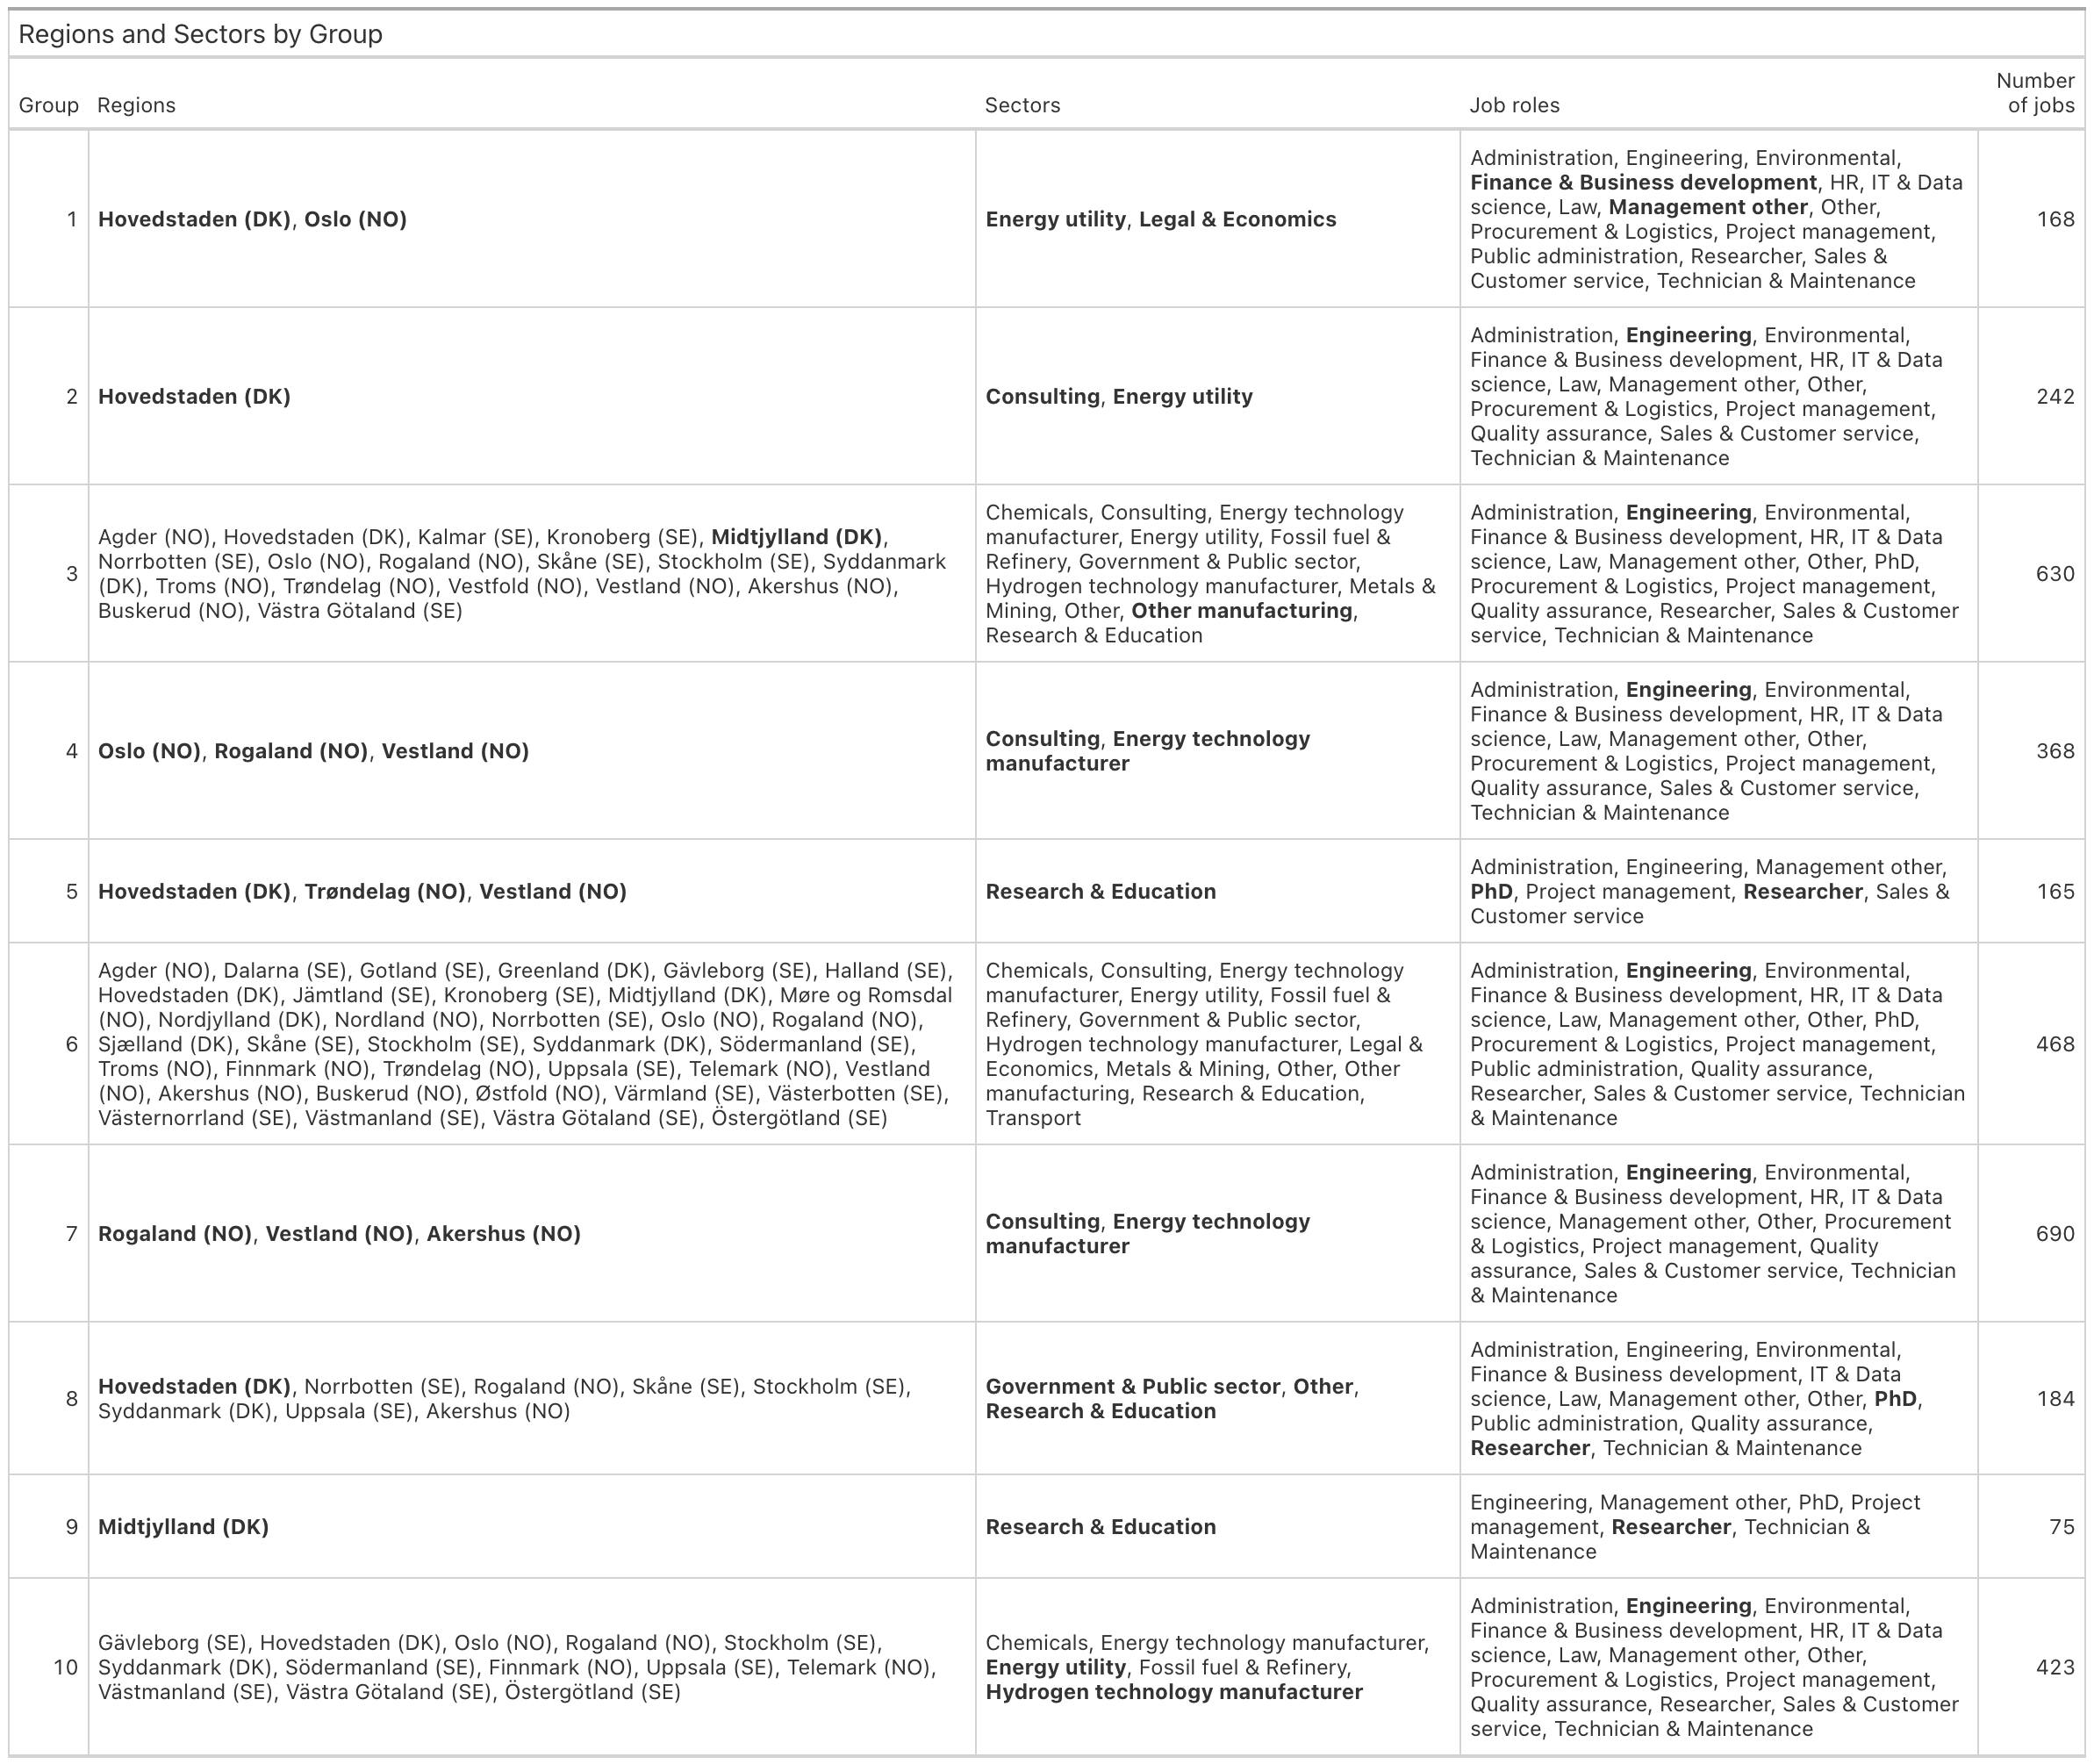 Regions and Sectors by Group
Group Regions Sectors Job roles Number of jobs
1
Hovedstaden (DK), Oslo (NO)
Energy utility, Legal & Economics
Administration, Engineering, Environmental,
Finance & Business development, HR, IT & Data
science, Law, Management other, Other,
Procurement & Logistics, Project management,
Public administration, Researcher, Sales &
Customer service, Technician & Maintenance
168
2
Hovedstaden (DK)
Consulting, Energy utility
Administration, Engineering, Environmental,
Finance & Business development, HR, IT & Data
science, Law, Management other, Other,
Procurement & Logistics, Project management,
Quality assurance, Sales & Customer service,
Technician & Maintenance
242
3
Agder (NO), Hovedstaden (DK), Kalmar (SE), Kronoberg (SE), Midtjylland (DK),
Norrbotten (SE), Oslo (NO), Rogaland (NO), Skåne (SE), Stockholm (SE), Syddanmark
(DK), Troms (NO), Trøndelag (NO), Vestfold (NO), Vestland (NO), Akershus (NO),
Buskerud (NO), Västra Götaland (SE)
Chemicals, Consulting, Energy technology
manufacturer, Energy utility, Fossil fuel &
Refinery, Government & Public sector,
Hydrogen technology manufacturer, Metals &
Mining, Other, Other manufacturing,
Research & Education
Administration, Engineering, Environmental,
Finance & Business development, HR, IT & Data
science, Law, Management other, Other, PhD,
Procurement & Logistics, Project management,
Quality assurance, Researcher, Sales & Customer
service, Technician & Maintenance
630
4
Oslo (NO), Rogaland (NO), Vestland (NO)
Consulting, Energy technology
manufacturer
Administration, Engineering, Environmental,
Finance & Business development, HR, IT & Data
science, Law, Management other, Other,
Procurement & Logistics, Project management,
Quality assurance, Sales & Customer service,
Technician & Maintenance
368
5
Hovedstaden (DK), Trøndelag (NO), Vestland (NO)
Research & Education
Administration, Engineering, Management other,
PhD, Project management, Researcher, Sales &
Customer service
165
6
Agder (NO), Dalarna (SE), Gotland (SE), Greenland (DK), Gävleborg (SE), Halland (SE),
Hovedstaden (DK), Jämtland (SE), Kronoberg (SE), Midtjylland (DK), Møre og Romsdal
(NO), Nordjylland (DK), Nordland (NO), Norrbotten (SE), Oslo (NO), Rogaland (NO),
Sjælland (DK), Skåne (SE), Stockholm (SE), Syddanmark (DK), Södermanland (SE),
Troms (NO), Finnmark (NO), Trøndelag (NO), Uppsala (SE), Telemark (NO), Vestland
(NO), Akershus (NO), Buskerud (NO), Østfold (NO), Värmland (SE), Västerbotten (SE),
Västernorrland (SE), Västmanland (SE), Västra Götaland (SE), Östergötland (SE)
Chemicals, Consulting, Energy technology
manufacturer, Energy utility, Fossil fuel &
Refinery, Government & Public sector,
Hydrogen technology manufacturer, Legal &
Economics, Metals & Mining, Other, Other
manufacturing, Research & Education,
Transport
Administration, Engineering, Environmental,
Finance & Business development, HR, IT & Data
science, Law, Management other, Other, PhD,
Procurement & Logistics, Project management,
Public administration, Quality assurance,
Researcher, Sales & Customer service, Technician
& Maintenance
468
7
Rogaland (NO), Vestland (NO), Akershus (NO)
Consulting, Energy technology
manufacturer
Administration, Engineering, Environmental,
Finance & Business development, HR, IT & Data
science, Management other, Other, Procurement
& Logistics, Project management, Quality
assurance, Sales & Customer service, Technician
& Maintenance
690
8
Hovedstaden (DK), Norrbotten (SE), Rogaland (NO), Skåne (SE), Stockholm (SE),
Syddanmark (DK), Uppsala (SE), Akershus (NO)
Government & Public sector, Other,
Research & Education
Administration, Engineering, Environmental,
Finance & Business development, IT & Data
science, Law, Management other, Other, PhD,
Public administration, Quality assurance,
Researcher, Technician & Maintenance
184
9
Midtjylland (DK)
Research & Education
Engineering, Management other, PhD, Project
management, Researcher, Technician &
Maintenance
75
10
Gävleborg (SE), Hovedstaden (DK), Oslo (NO), Rogaland (NO), Stockholm (SE),
Syddanmark (DK), Södermanland (SE), Finnmark (NO), Uppsala (SE), Telemark (NO),
Västmanland (SE), Västra Götaland (SE), Östergötland (SE)
Chemicals, Energy technology manufacturer,
Energy utility, Fossil fuel & Refinery,
Hydrogen technology manufacturer
Administration, Engineering, Environmental,
Finance & Business development, HR, IT & Data
science, Law, Management other, Other,
Procurement & Logistics, Project management,
Quality assurance, Researcher, Sales & Customer
service, Technician & Maintenance
423